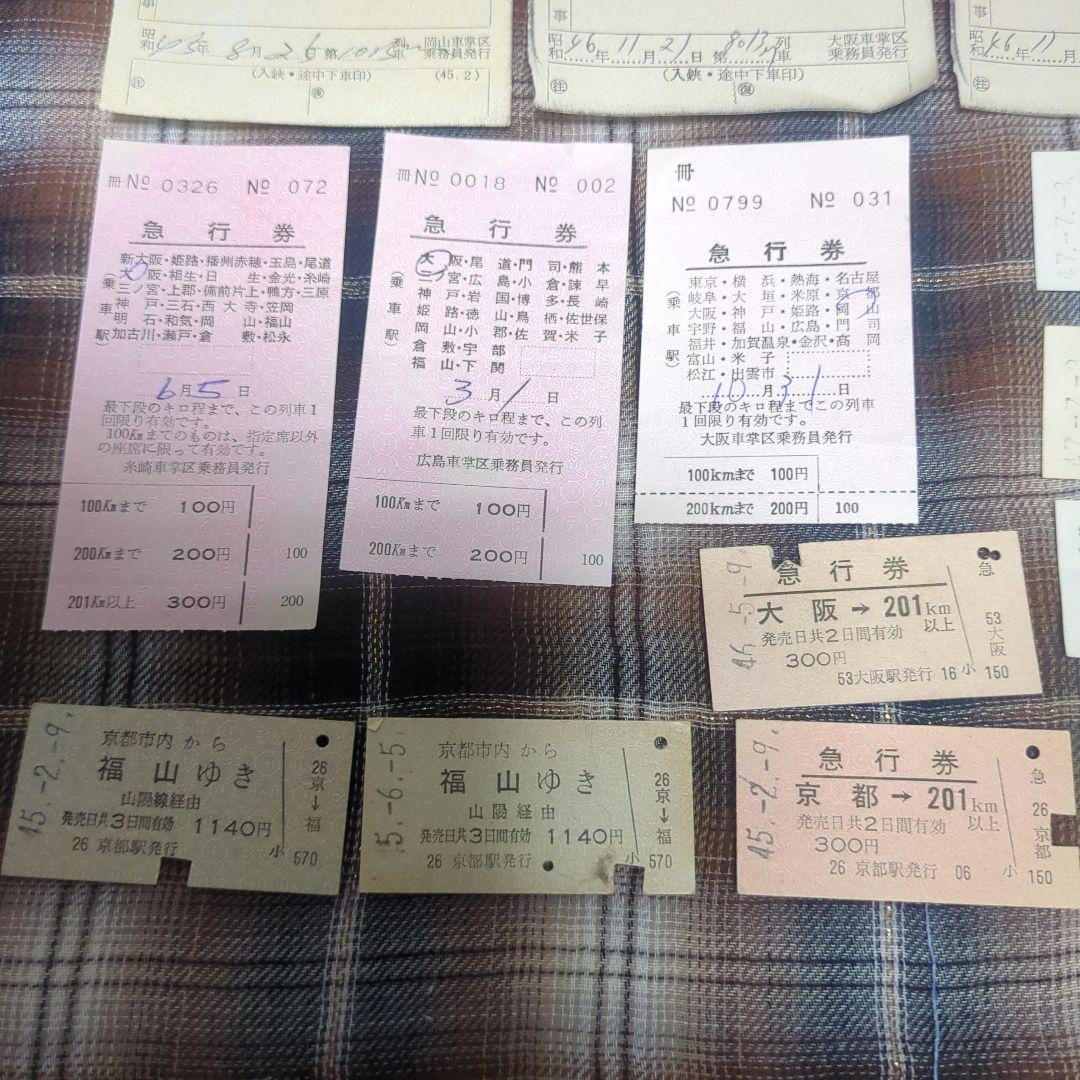 事
昭和45年8月26日第 列車 岡山車掌区乗務員発行
(入鋏・途中下車印) (45.2)
往 復
事
昭和46年11月21日第 列車 大阪車掌区乗務員発行
(入鋏・途中下車印)
往 復
事
昭和46年11
往
冊 No 0326 No 072
急行券
新大阪・姫路・播州赤穂・玉島・尾道
大阪・相生・日生・金光・糸崎
三ノ宮・上郡・備前片上・鴨方・三原
神戸・三石・西大寺・笠岡
明石・和気・岡山・福山
加古川・瀬戸・倉敷・松永
(乗車駅)
6月5日
最下段のキロ程まで、この列車1
回限り有効です。
100Kmまでのものは、指定席以外
の座席に限って有効です。
糸崎車掌区乗務員発行
100Kmまで 100円
200Kmまで 200円 100
201Km以上 300円 200
冊 No 0018 No 002
急行券
大阪・尾道・門司・熊本
三ノ宮・広島・小倉・諫早
神戸・岩国・博多・長崎
姫路・徳山・鳥栖・佐世保
岡山・小郡・佐賀・米子
倉敷・宇部
福山・下関
(乗車駅)
3月1日
最下段のキロ程まで、この列
車1回限り有効です。
広島車掌区乗務員発行
100Kmまで 100円
200Kmまで 200円 100
冊
No 0799 No 031
急行券
東京・横浜・熱海・名古屋
岐阜・大垣・米原・京都
大阪・神戸・姫路・岡山
宇野・福山・広島・門司
福井・加賀温泉・金沢・高岡
富山・米子
松江・出雲市
(乗車駅)
10月31日
最下段のキロ程までこの列車
1回限り有効です。
大阪車掌区乗務員発行
100kmまで 100円
200kmまで 200円 100
46.-5.-9
急行券
大阪→201km以上
発売日共2日間有効
300円
53大阪駅発行 16
急
53
大阪
小 150
45.-2.-9
京都市内から
福山ゆき
山陽線経由
発売日共3日間有効 1140円
26 京都駅発行
26
京→福
小 570
5.-6.-5
京都市内から
福山ゆき
山陽経由
発売日共3日間有効 1140円
26 京都駅発行
26
京→福
小 570
45.-2.-9
急行券
京都→201km以上
発売日共2日間有効
300円
26 京都駅発行 06
急
26
京都
小 150